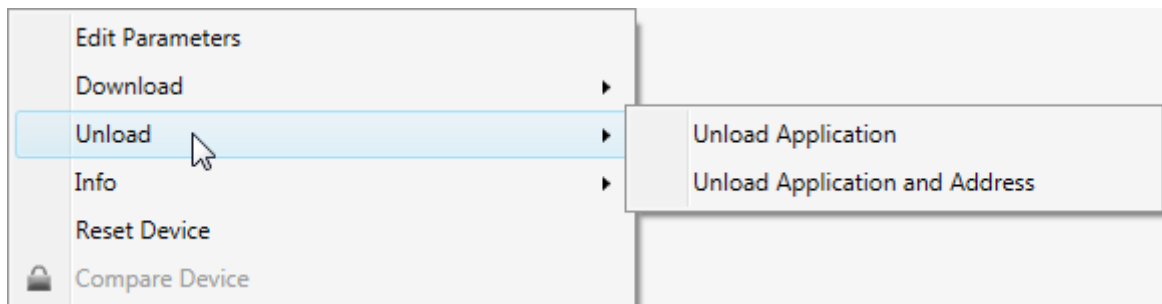 Edit Parameters
Download
Unload
Info
Reset Device
Compare Device
Unload Application
Unload Application and Address